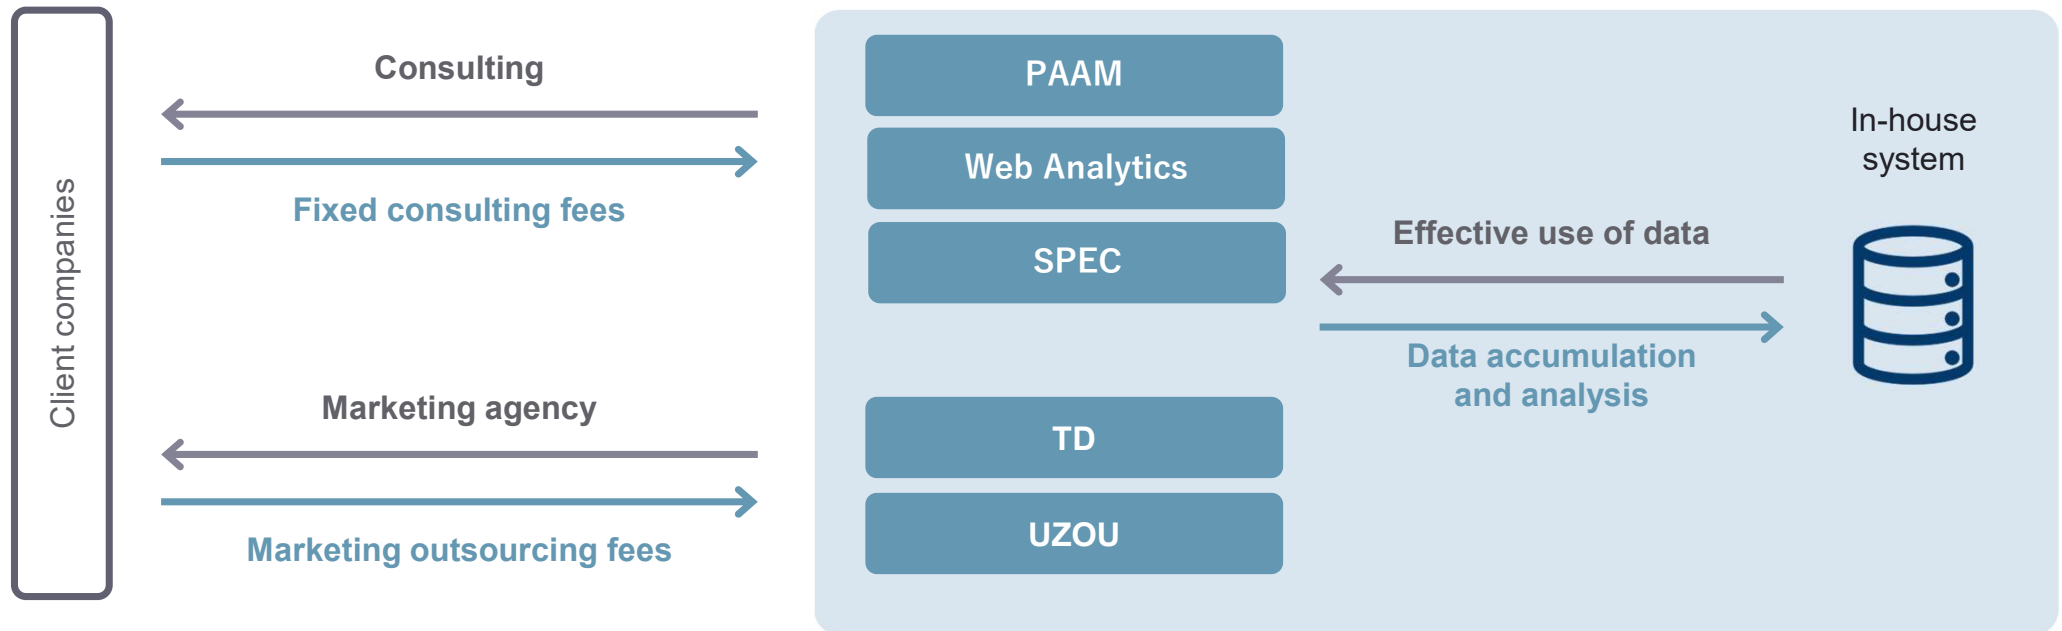 Client companies
Consulting
Fixed consulting fees
Marketing agency
Marketing outsourcing fees
PAAM
Web Analytics
SPEC
TD
UZOU
Effective use of data
Data accumulation
and analysis
In-house
system